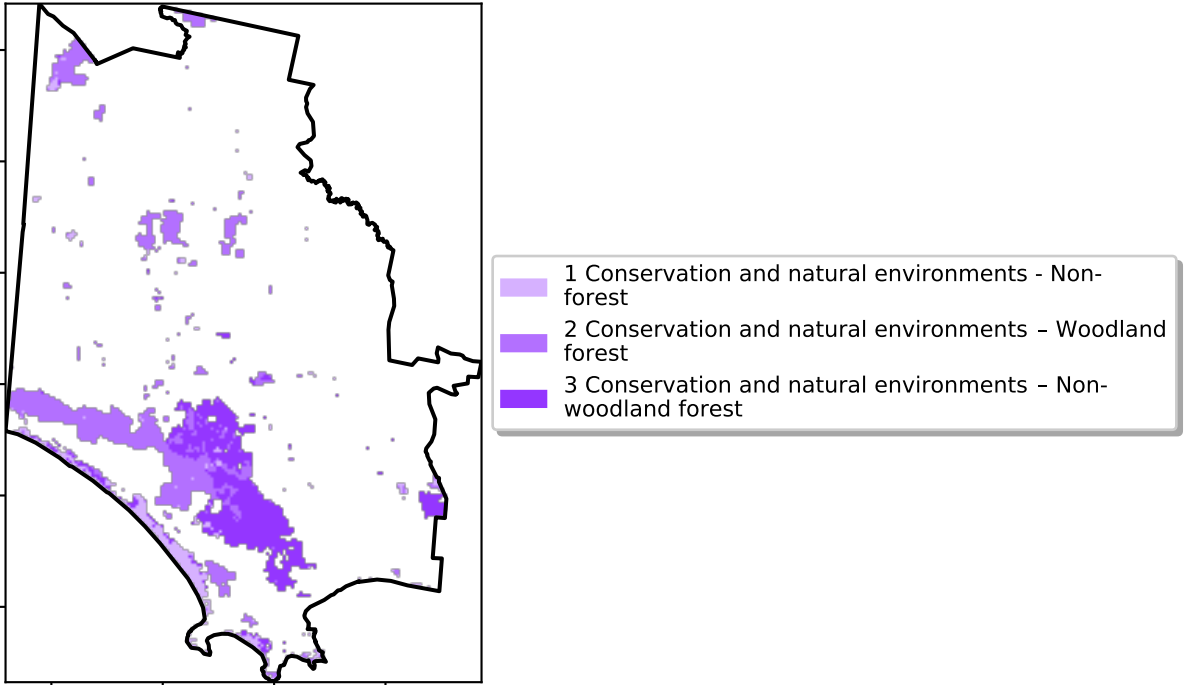 1 Conservation and natural environments - Non-
forest
2 Conservation and natural environments – Woodland
forest
3 Conservation and natural environments – Non-
woodland forest